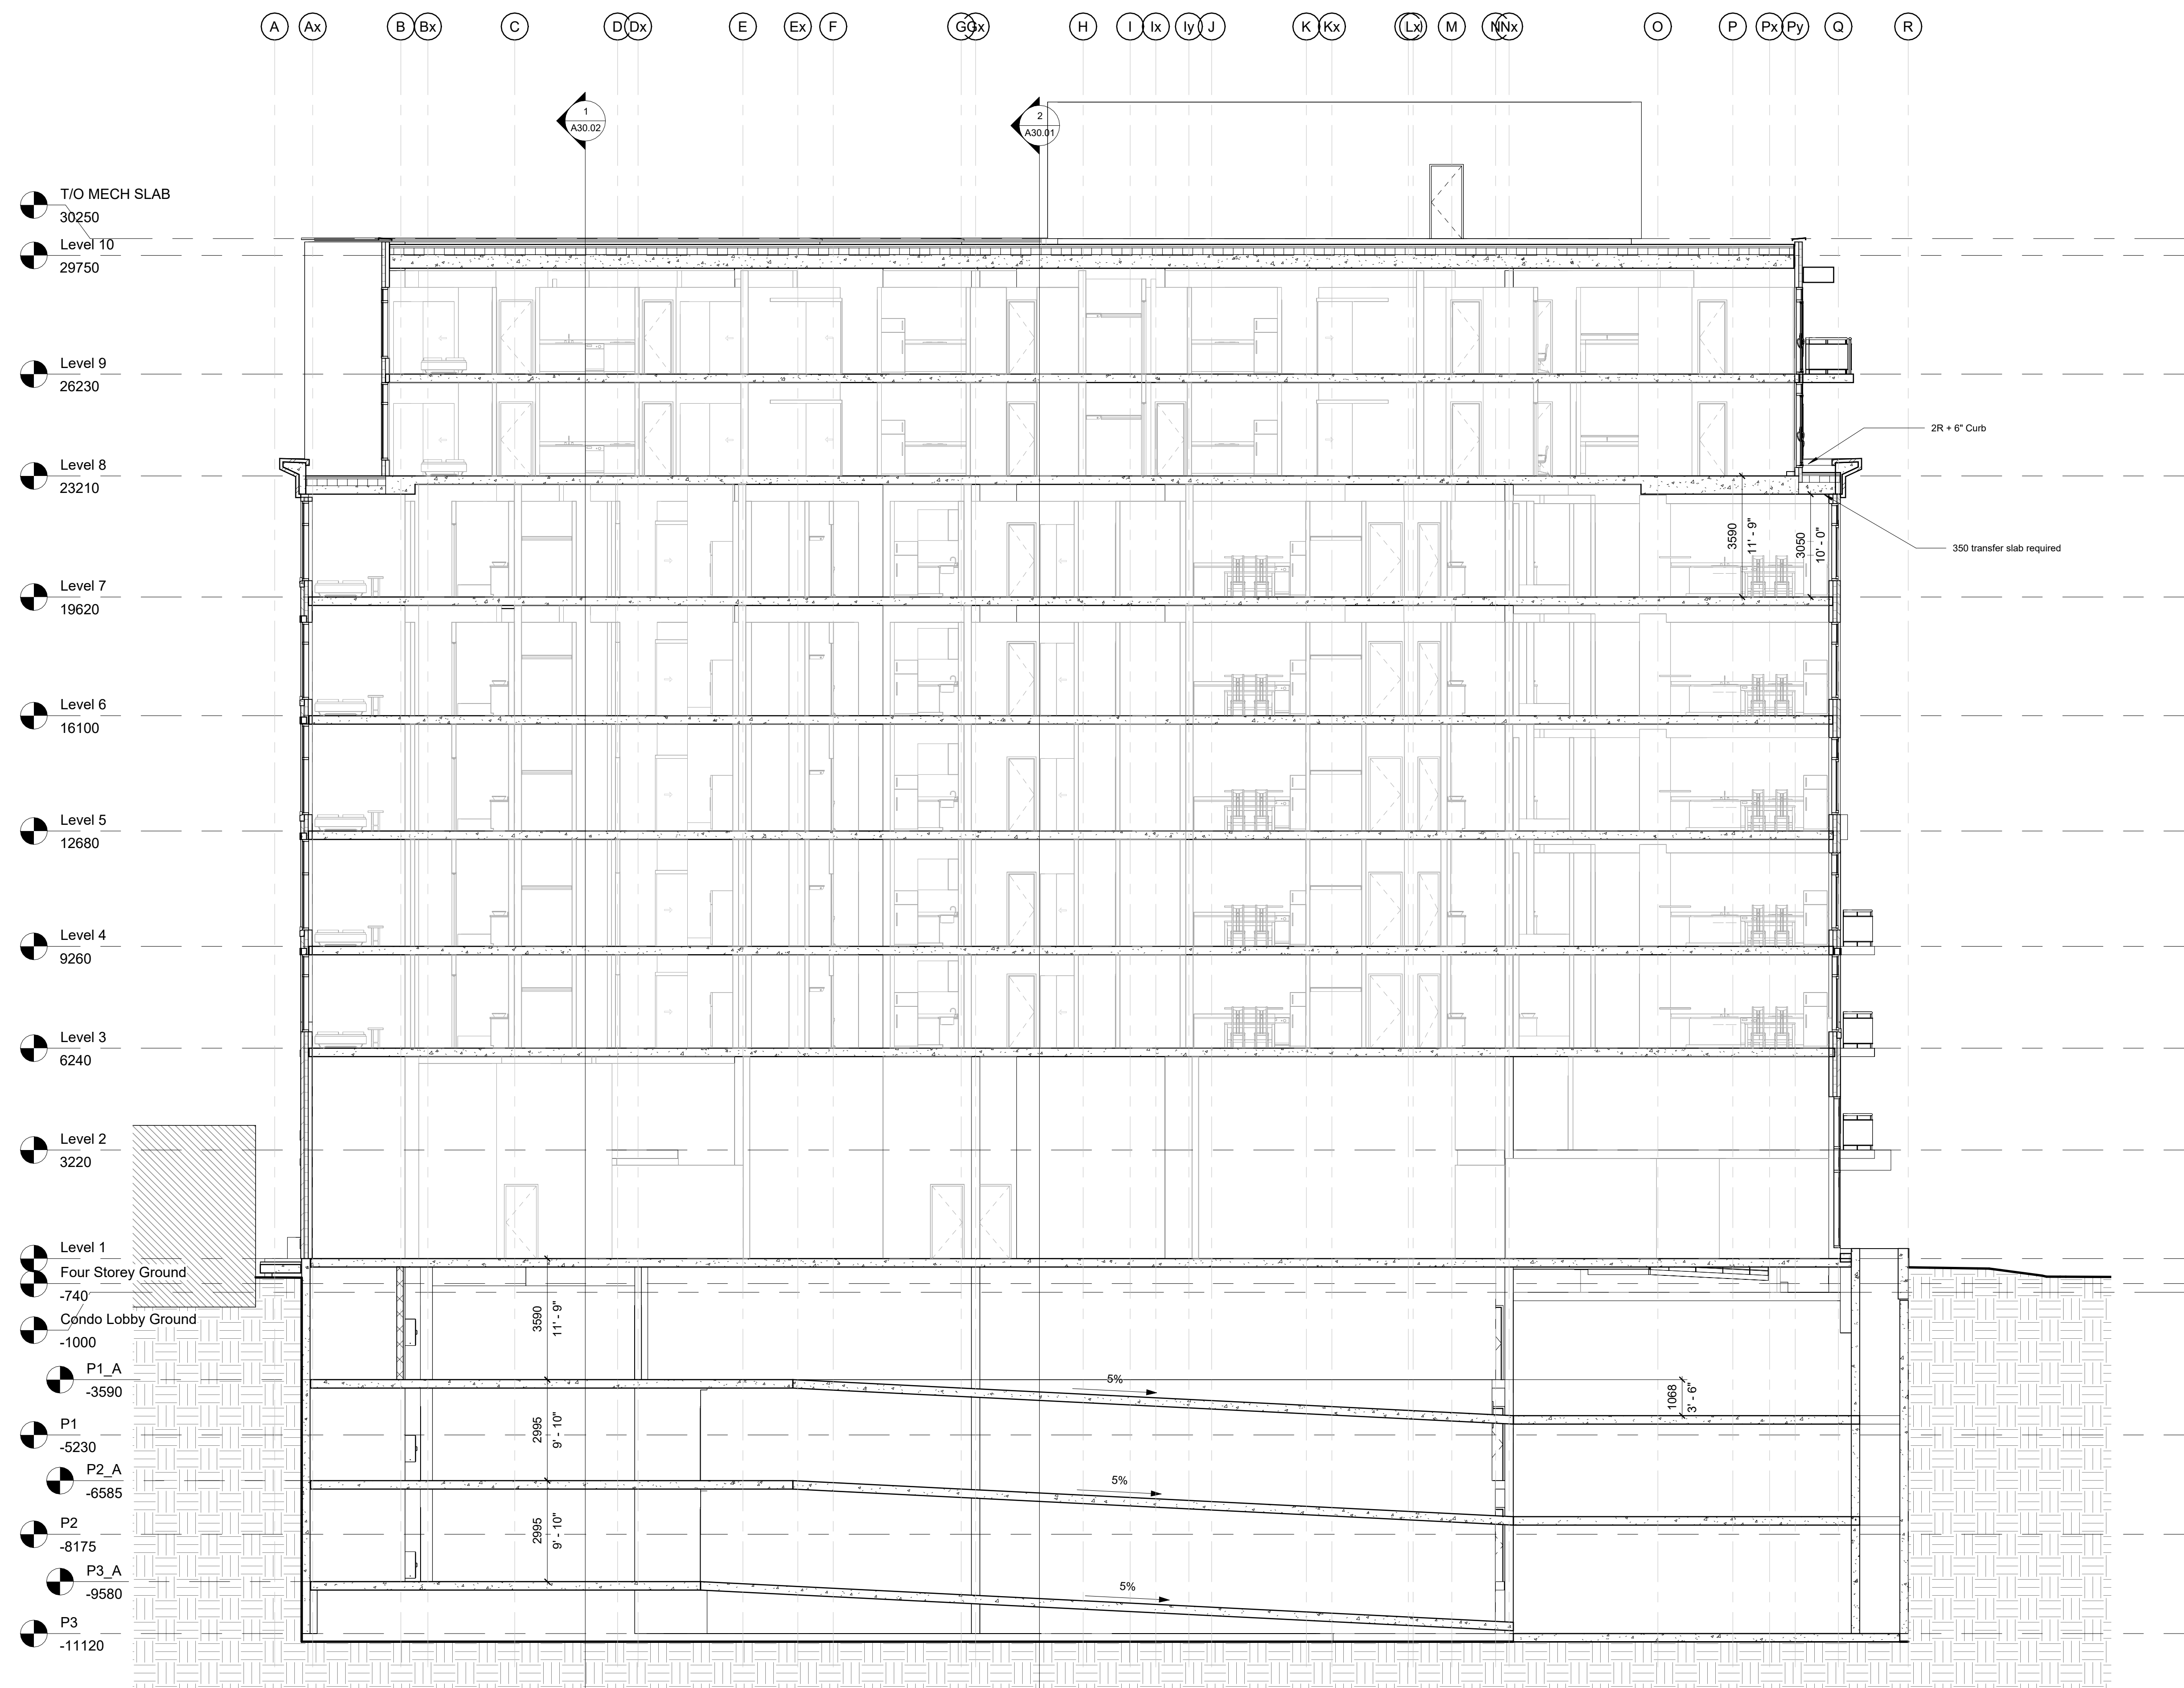 A Ax B Bx C D Dx E Ex F G Gx H I Ix Iy J K Kx Lx M N Nx O P Px Py Q R
1
A30.02
2
A30.01
T/O MECH SLAB
30250
Level 10
29750
Level 9
26230
2R + 6" Curb
Level 8
23210
3590
11' - 9"
3050
10' - 0"
350 transfer slab required
Level 7
19620
Level 6
16100
Level 5
12680
Level 4
9260
Level 3
6240
Level 2
3220
Level 1
Four Storey Ground
-740
Condo Lobby Ground
-1000
3590
11' - 9"
P1_A
-3590
5%
1068
3' - 6"
P1
-5230
2995
9' - 10"
P2_A
-6585
5%
P2
-8175
2995
9' - 10"
P3_A
-9580
5%
P3
-11120